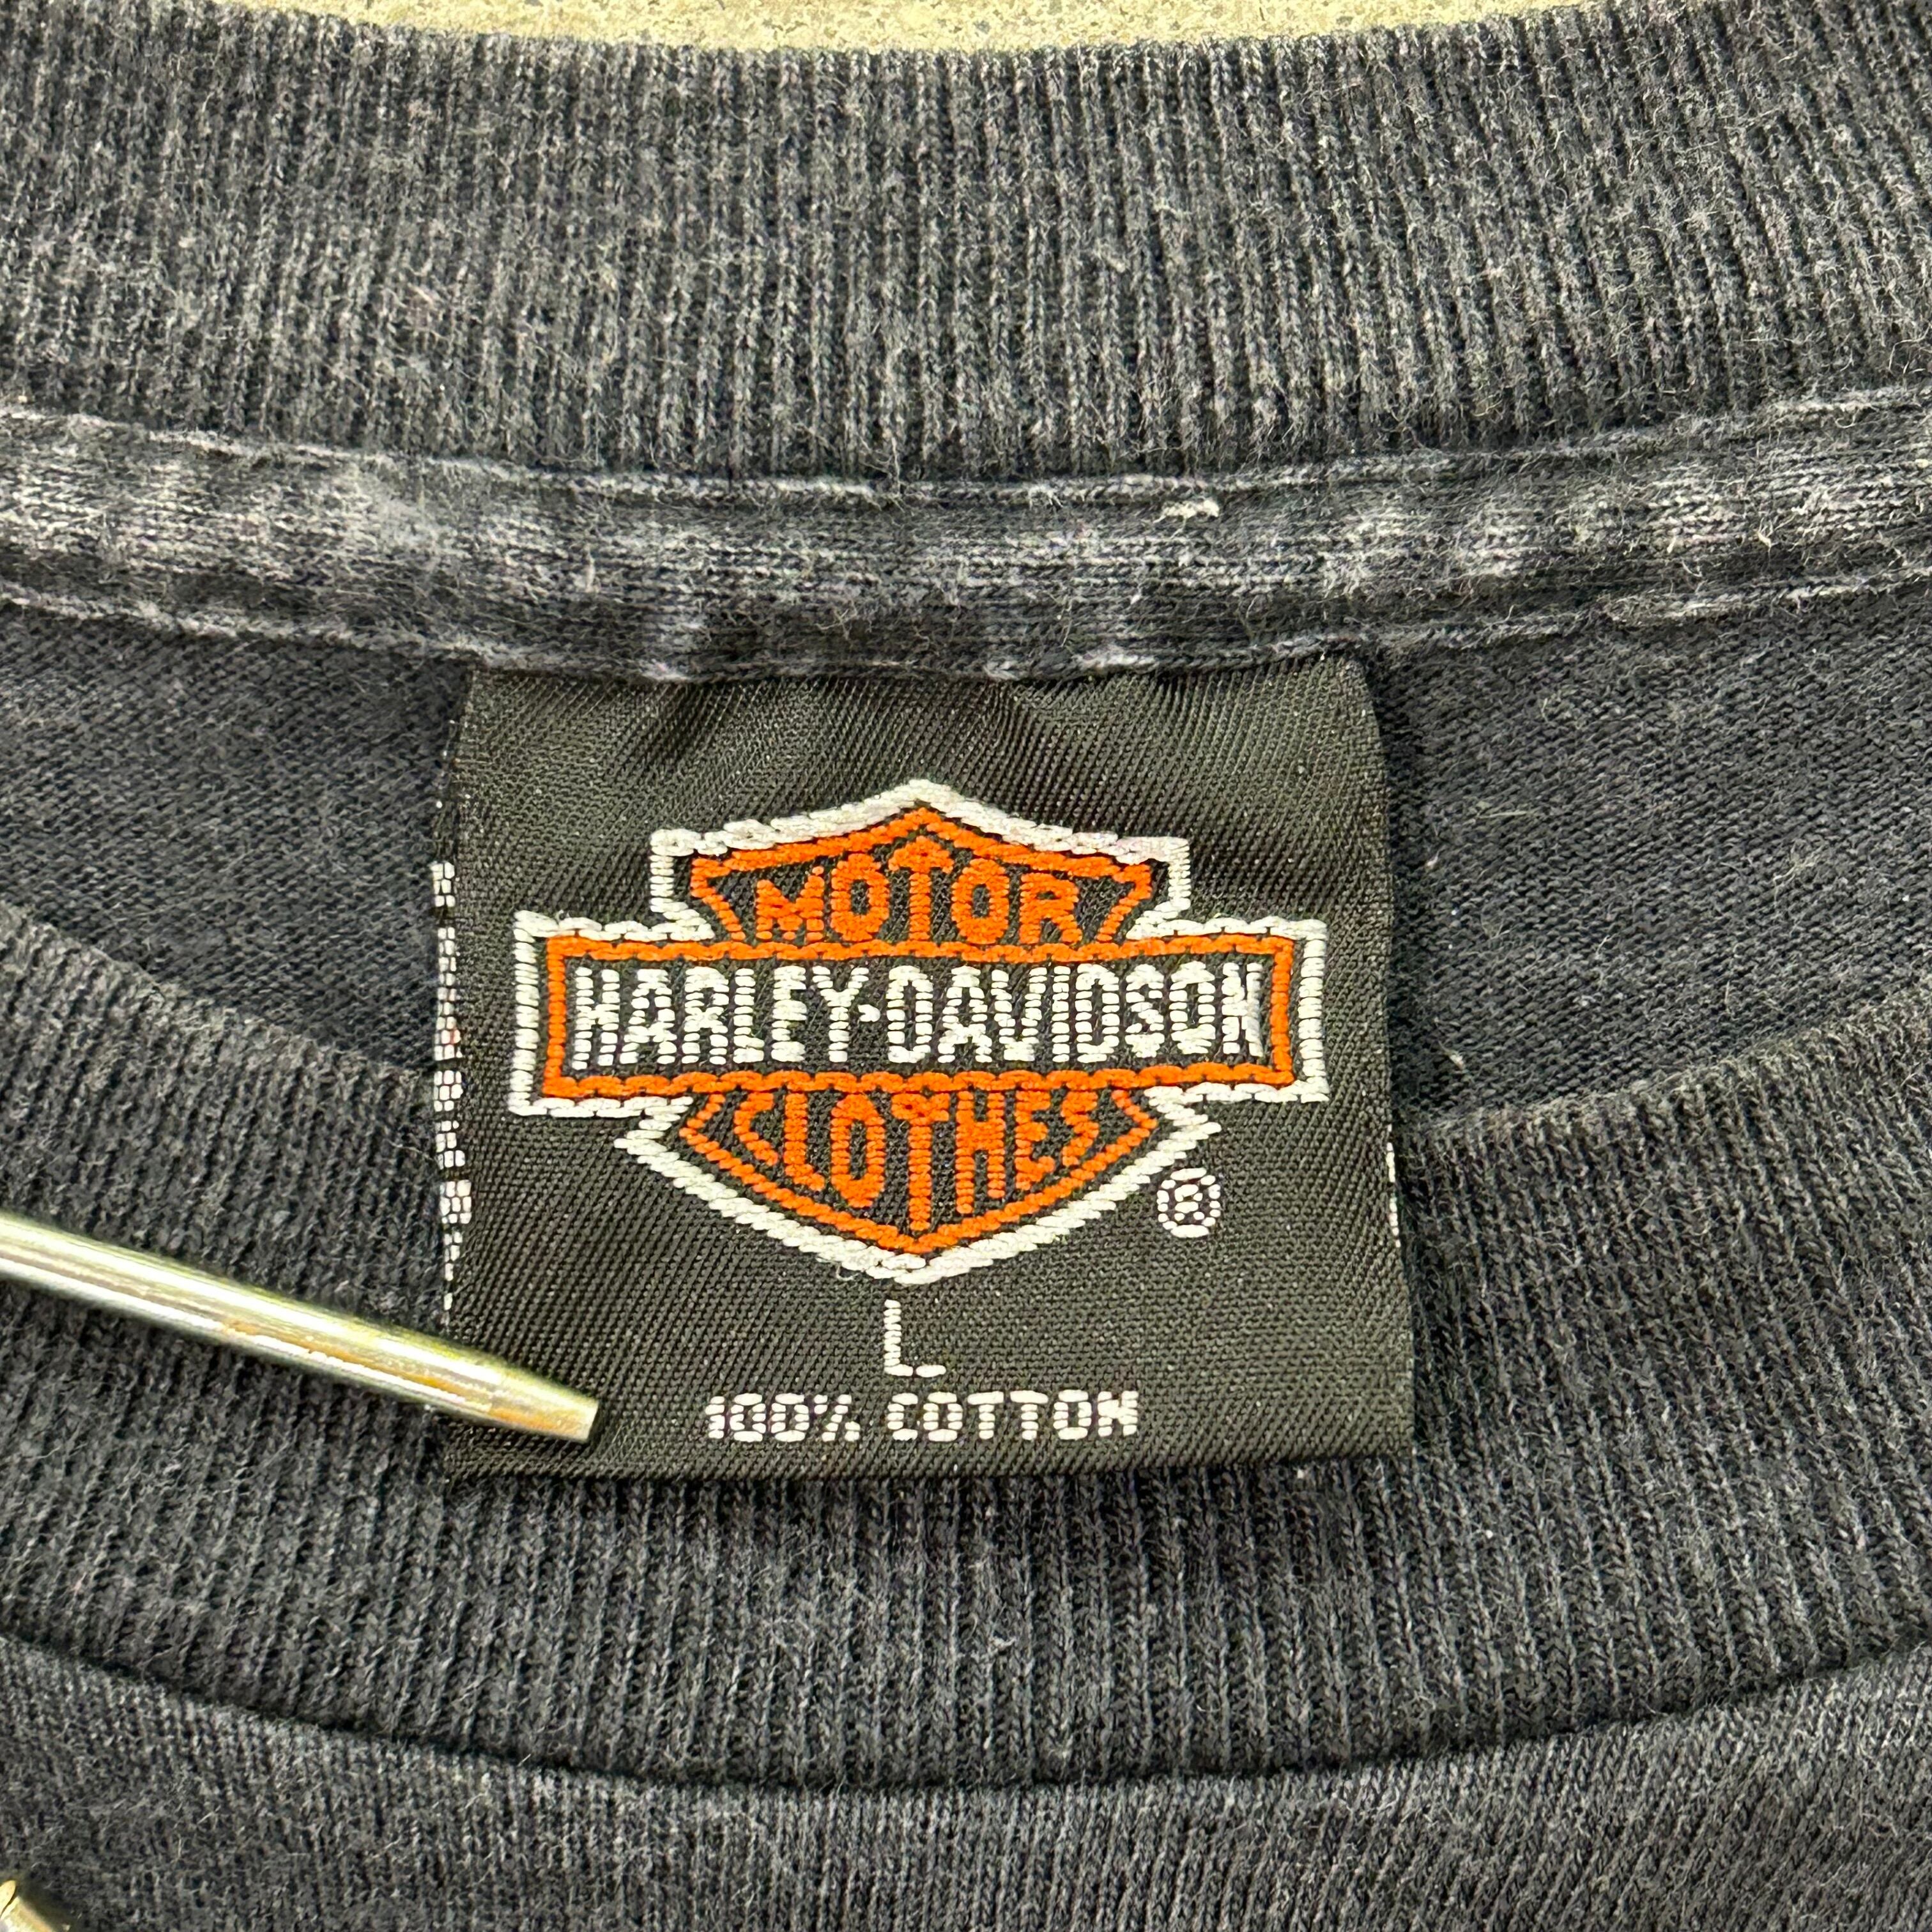 MOTOR
HARLEY-DAVIDSON
CLOTHES
®
L
100% COTTON